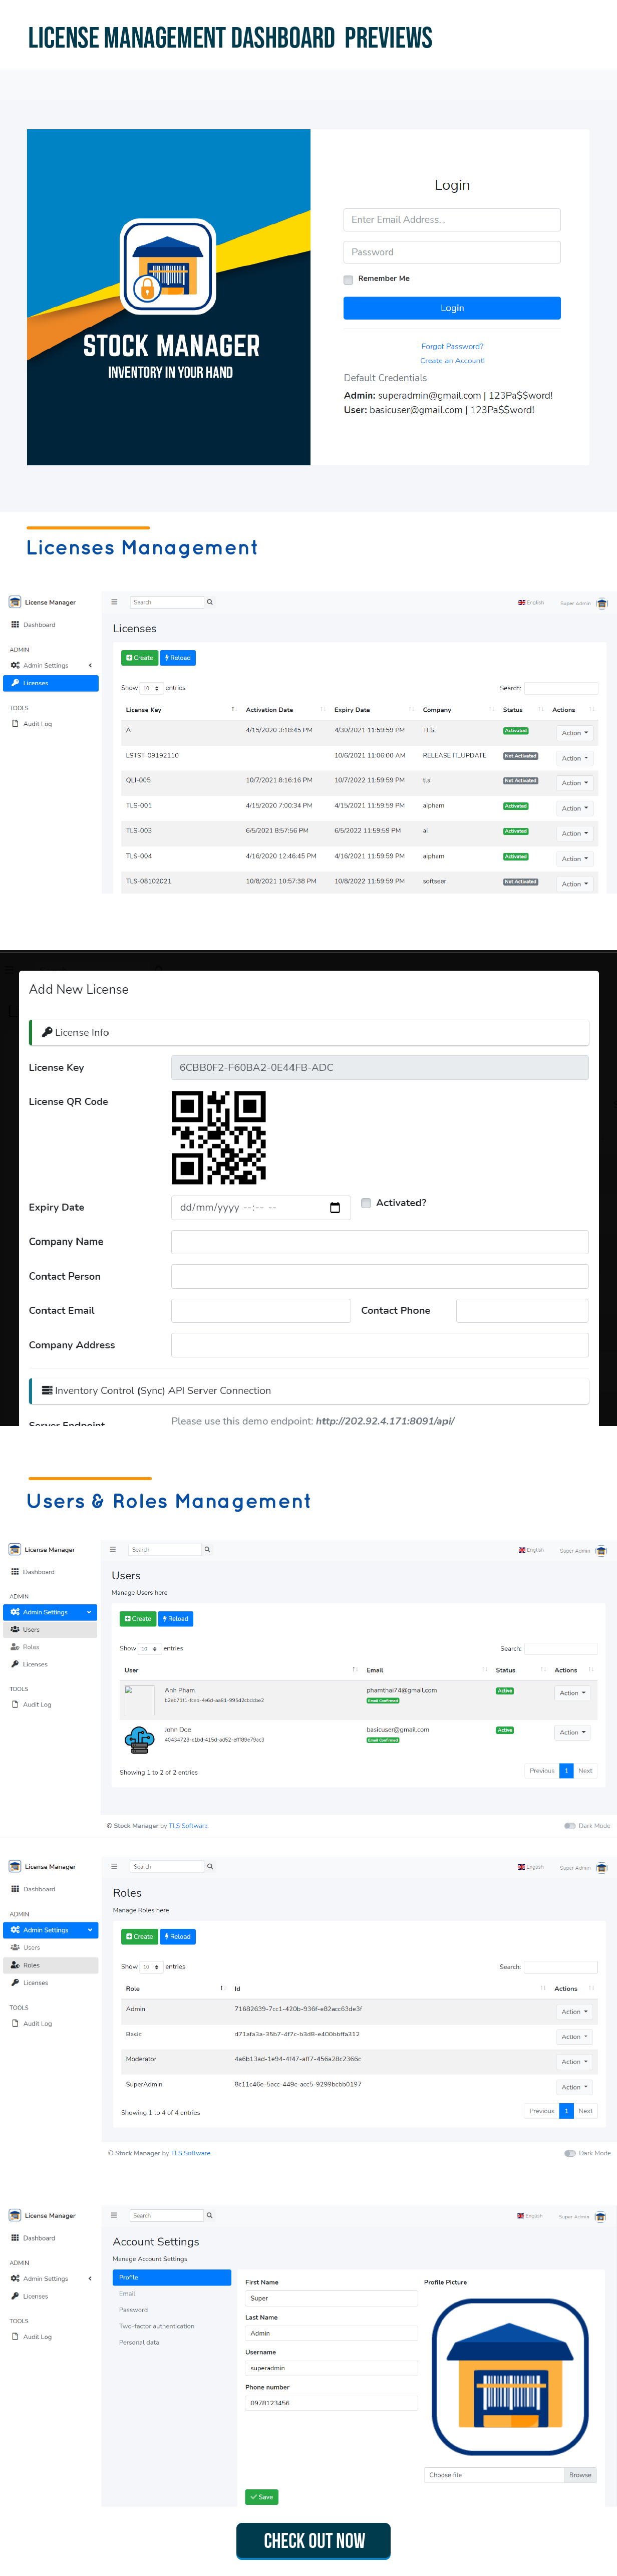 LICENSE MANAGEMENT DASHBOARD PREVIEWS
Login
Enter Email Address...
Password
Remember Me
Login
Forgot Password?
Create an Account!
Default Credentials
Admin: superadmin@gmail.com | 123Pa$$word!
User: basicuser@gmail.com | 123Pa$$word!
STOCK MANAGER
INVENTORY IN YOUR HAND
Licenses Management
License Manager
Search
English
Super Admin
Dashboard
ADMIN
Admin Settings
Licenses
TOOLS
Audit Log
Licenses
Create
Reload
Show 10 entries
Search:
License Key Activation Date Expiry Date Company Status Actions
A 4/15/2020 3:18:45 PM 4/30/2021 11:59:59 PM TLS Activated Action
LSTST-09192110 10/6/2021 11:06:00 AM RELEASE IT_UPDATE Not Activated Action
QLI-005 10/7/2021 8:16:16 PM 10/7/2022 11:59:59 PM tls Not Activated Action
TLS-001 4/15/2020 7:00:34 PM 4/15/2021 11:59:59 PM aipham Activated Action
TLS-003 6/5/2021 8:57:56 PM 6/5/2022 11:59:59 PM ai Activated Action
TLS-004 4/16/2020 12:46:45 PM 4/16/2021 11:59:59 PM aipham Activated Action
TLS-08102021 10/8/2021 10:57:38 PM 10/8/2022 11:59:59 PM softseer Not Activated Action
Add New License
License Info
License Key 6CBB0F2-F60BA2-0E44FB-ADC
License QR Code
Expiry Date dd/mm/yyyy --:-- -- Activated?
Company Name
Contact Person
Contact Email Contact Phone
Company Address
Inventory Control (Sync) API Server Connection
Server Endpoint Please use this demo endpoint: http://202.92.4.171:8091/api/
Users & Roles Management
License Manager
Search
English
Super Admin
Dashboard
ADMIN
Admin Settings
Users
Roles
Licenses
TOOLS
Audit Log
Users
Manage Users here
Create
Reload
Show 10 entries
Search:
User Email Status Actions
Anh Pham phamthai74@gmail.com Active Action
Email Confirmed
John Doe basicuser@gmail.com Active Action
Email Confirmed
Showing 1 to 2 of 2 entries
Previous 1 Next
© Stock Manager by TLS Software.
Dark Mode
License Manager
Search
English
Super Admin
Dashboard
ADMIN
Admin Settings
Users
Roles
Licenses
TOOLS
Audit Log
Roles
Manage Roles here
Create
Reload
Show 10 entries
Search:
Role Id Actions
Admin 71682639-7cc1-420b-936f-e82acc63de3f Action
Basic Action
Moderator 4a6b13ad-1e94-4f47-aff7-456a28c2366c Action
SuperAdmin 8c11c46e-5acc-449c-acc5-9299bcbb0197 Action
Showing 1 to 4 of 4 entries
Previous 1 Next
© Stock Manager by TLS Software.
Dark Mode
License Manager
Search
English
Super Admin
Dashboard
ADMIN
Admin Settings
Licenses
TOOLS
Audit Log
Account Settings
Manage Account Settings
Profile
Email
Password
Two-factor authentication
Personal data
First Name
Super
Last Name
Admin
Username
superadmin
Phone number
0978123456
Profile Picture
Choose file Browse
Save
CHECK OUT NOW